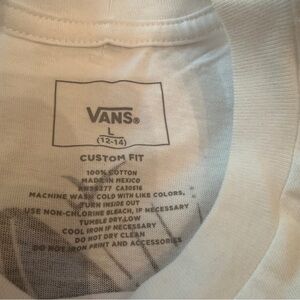 VANS®
L
(12-14)
CUSTOM FIT
100% COTTON
MADE IN MEXICO
CA30516
MACHINE WASH COLD WITH LIKE COLORS,
TURN INSIDE OUT
USE NON-CHLORINE BLEACH, IF NECESSARY
TUMBLE DRY, LOW
COOL IRON IF NECESSARY
DO NOT DRY CLEAN
DO NOT IRON PRINT AND ACCESSORIES